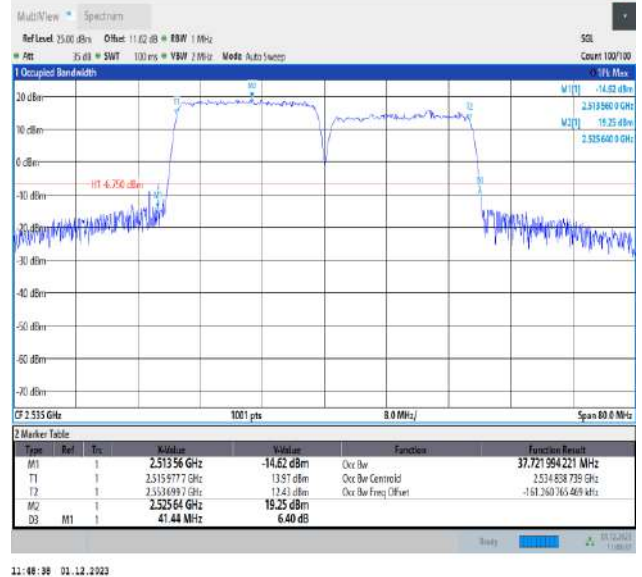 MultiView Spectrum
Ref Level 25.00 dBm Offset 11.02 dB RBW 1 MHz SGL
Att 35 dB SWT 100 ms VBW 2 MHz Mode Auto Sweep Count 100/100
1 Occupied Bandwidth 1Pk Max
M1[1] -14.62 dBm
2.513560 0 GHz
M2[1] 19.25 dBm
2.525640 0 GHz
20 dBm
10 dBm
0 dBm
H1 -6.750 dBm
-10 dBm
-20 dBm
-30 dBm
-40 dBm
-50 dBm
-60 dBm
-70 dBm
T1
M2
T2
CF 2.535 GHz 1001 pts 8.0 MHz/ Span 80.0 MHz
2 Marker Table
Type Ref Trc X-Value Y-Value Function Function Result
M1 1 2.51356 GHz -14.62 dBm Occ Bw 37.721 994 221 MHz
T1 1 2.5159777 GHz 13.97 dBm Occ Bw Centroid 2.534 838 739 GHz
T2 1 2.5536997 GHz 12.43 dBm Occ Bw Freq Offset -161.260 765 469 kHz
M2 1 2.52564 GHz 19.25 dBm
D3 M1 1 41.44 MHz 6.40 dB
Ready 01.12.2023
11:48:38 01.12.2023